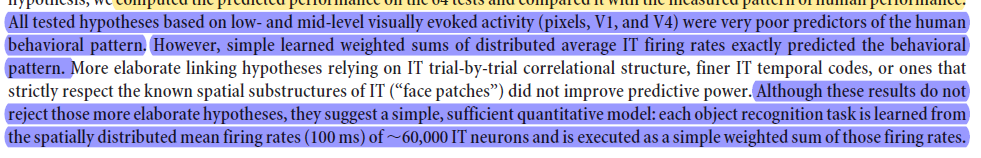 hypothesis, we computed the predicted performance on the 64 tests and compared it with the measured pattern of human performance.
All tested hypotheses based on low- and mid-level visually evoked activity (pixels, V1, and V4) were very poor predictors of the human
behavioral pattern. However, simple learned weighted sums of distributed average IT firing rates exactly predicted the behavioral
pattern. More elaborate linking hypotheses relying on IT trial-by-trial correlational structure, finer IT temporal codes, or ones that
strictly respect the known spatial substructures of IT (“face patches”) did not improve predictive power. Although these results do not
reject those more elaborate hypotheses, they suggest a simple, sufficient quantitative model: each object recognition task is learned from
the spatially distributed mean firing rates (100 ms) of ∼60,000 IT neurons and is executed as a simple weighted sum of those firing rates.